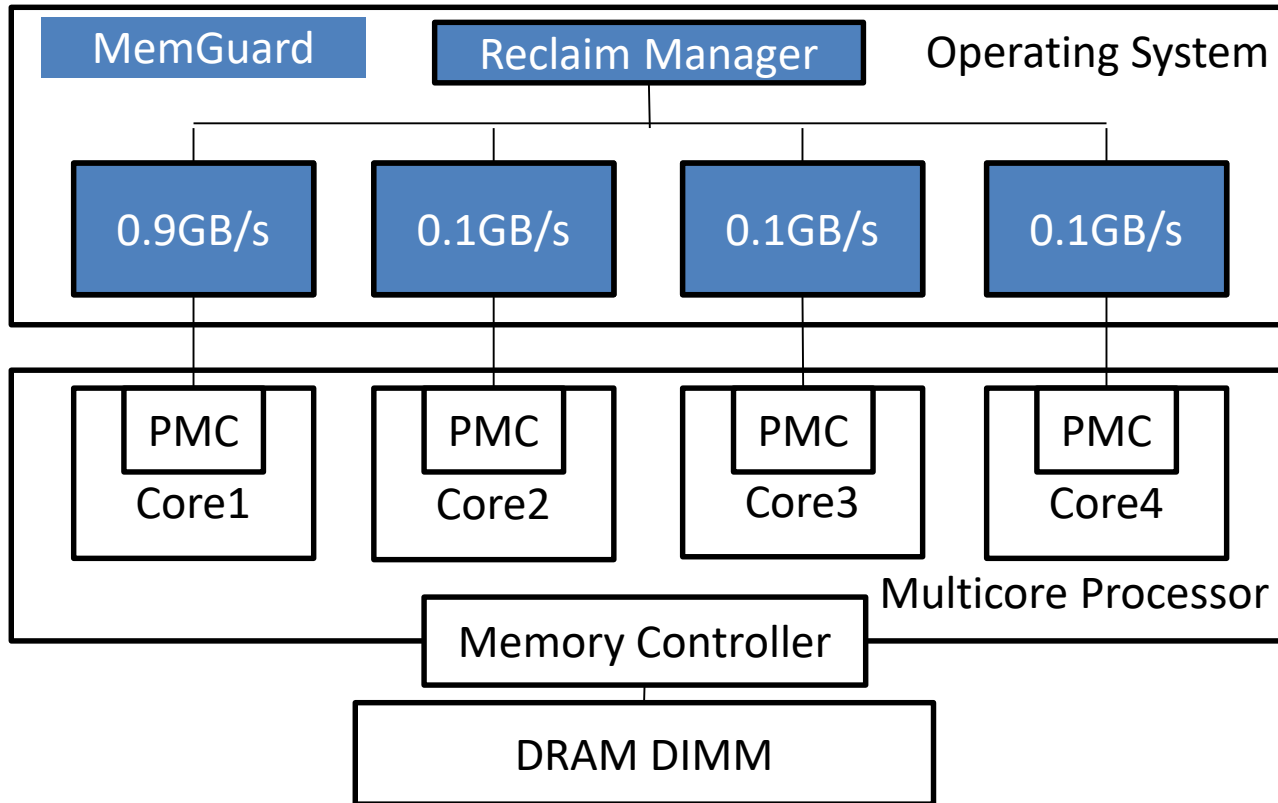 MemGuard
Reclaim Manager
Operating System
0.9GB/s
0.1GB/s
0.1GB/s
0.1GB/s
PMC
PMC
PMC
PMC
Core1
Core2
Core3
Core4
Multicore Processor
Memory Controller
DRAM DIMM